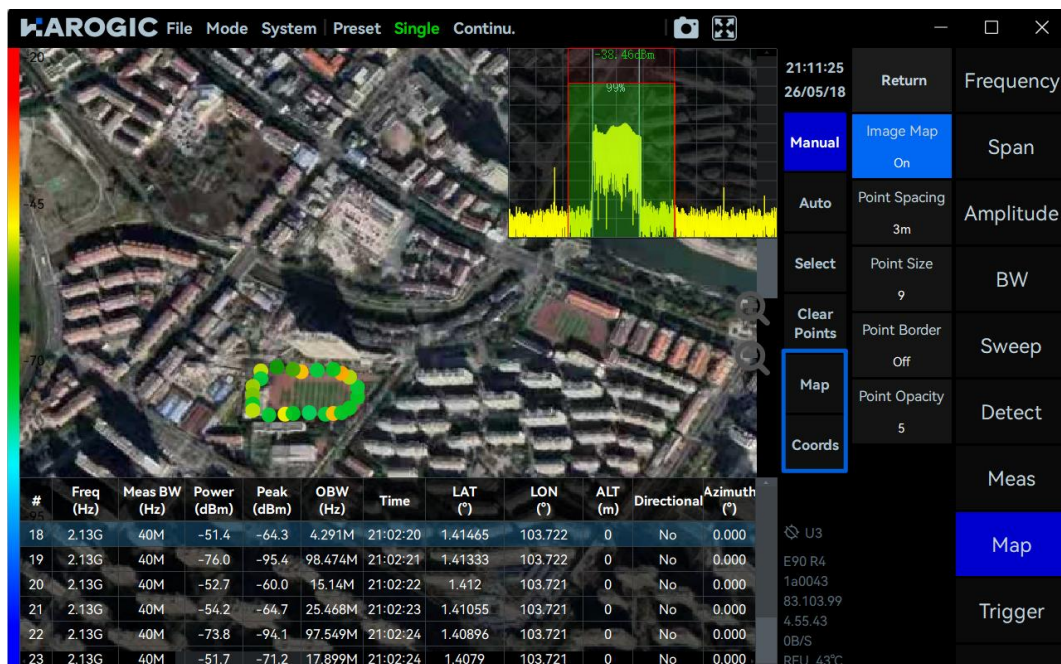 HAROGIC File Mode System Preset Single Continu.
-20
-45
-70
-95
-38.46dBm
99%
21:11:25
26/05/18
Manual
Auto
Select
Clear
Points
Map
Coords
Return
Image Map
On
Point Spacing
3m
Point Size
9
Point Border
Off
Point Opacity
5
Frequency
Span
Amplitude
BW
Sweep
Detect
Meas
Map
Trigger
# Freq (Hz) Meas BW (Hz) Power (dBm) Peak (dBm) OBW (Hz) Time LAT (°) LON (°) ALT (m) Directional Azimuth (°)
18 2.13G 40M -51.4 -64.3 4.291M 21:02:20 1.41465 103.722 0 No 0.000
19 2.13G 40M -76.0 -95.4 98.474M 21:02:21 1.41333 103.722 0 No 0.000
20 2.13G 40M -52.7 -60.0 15.14M 21:02:22 1.412 103.721 0 No 0.000
21 2.13G 40M -54.2 -64.7 25.468M 21:02:23 1.41055 103.721 0 No 0.000
22 2.13G 40M -73.8 -94.1 97.549M 21:02:24 1.40896 103.721 0 No 0.000
23 2.13G 40M -51.7 -71.2 17.899M 21:02:24 1.4079 103.721 0 No 0.000
U3
E90 R4
1a0043
83.103.99
4.55.43
0B/S
REU 43°C